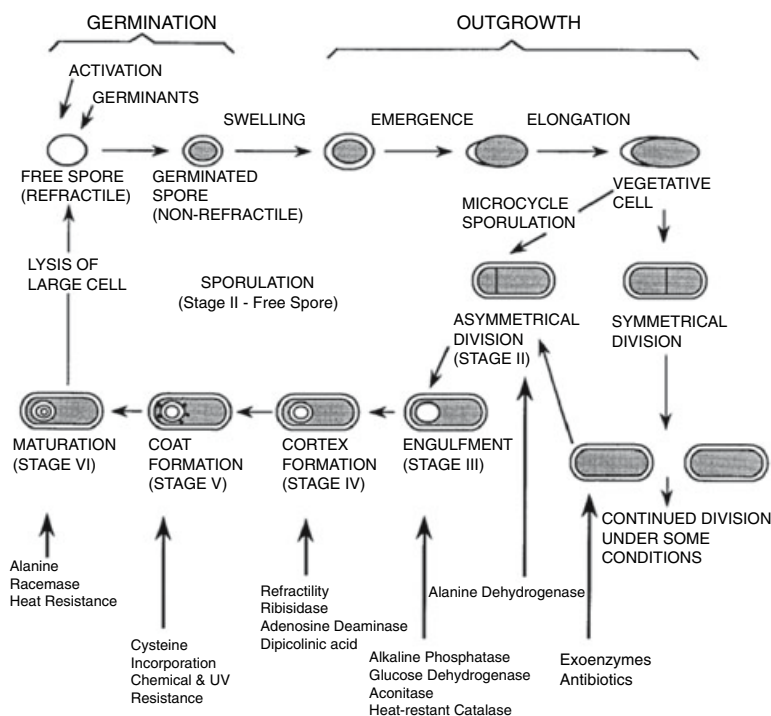 GERMINATION
OUTGROWTH
ACTIVATION
GERMINANTS
SWELLING
EMERGENCE
ELONGATION
FREE SPORE
(REFRACTILE)
GERMINATED
SPORE
(NON-REFRACTILE)
VEGETATIVE
CELL
MICROCYCLE
SPORULATION
LYSIS OF
LARGE CELL
SPORULATION
(Stage II - Free Spore)
ASYMMETRICAL
DIVISION
(STAGE II)
SYMMETRICAL
DIVISION
MATURATION
(STAGE VI)
COAT
FORMATION
(STAGE V)
CORTEX
FORMATION
(STAGE IV)
ENGULFMENT
(STAGE III)
CONTINUED DIVISION
UNDER SOME
CONDITIONS
Alanine
Racemase
Heat Resistance
Cysteine
Incorporation
Chemical & UV
Resistance
Refractility
Ribisidase
Adenosine Deaminase
Dipicolinic acid
Alkaline Phosphatase
Glucose Dehydrogenase
Aconitase
Heat-restant Catalase
Alanine Dehydrogenase
Exoenzymes
Antibiotics